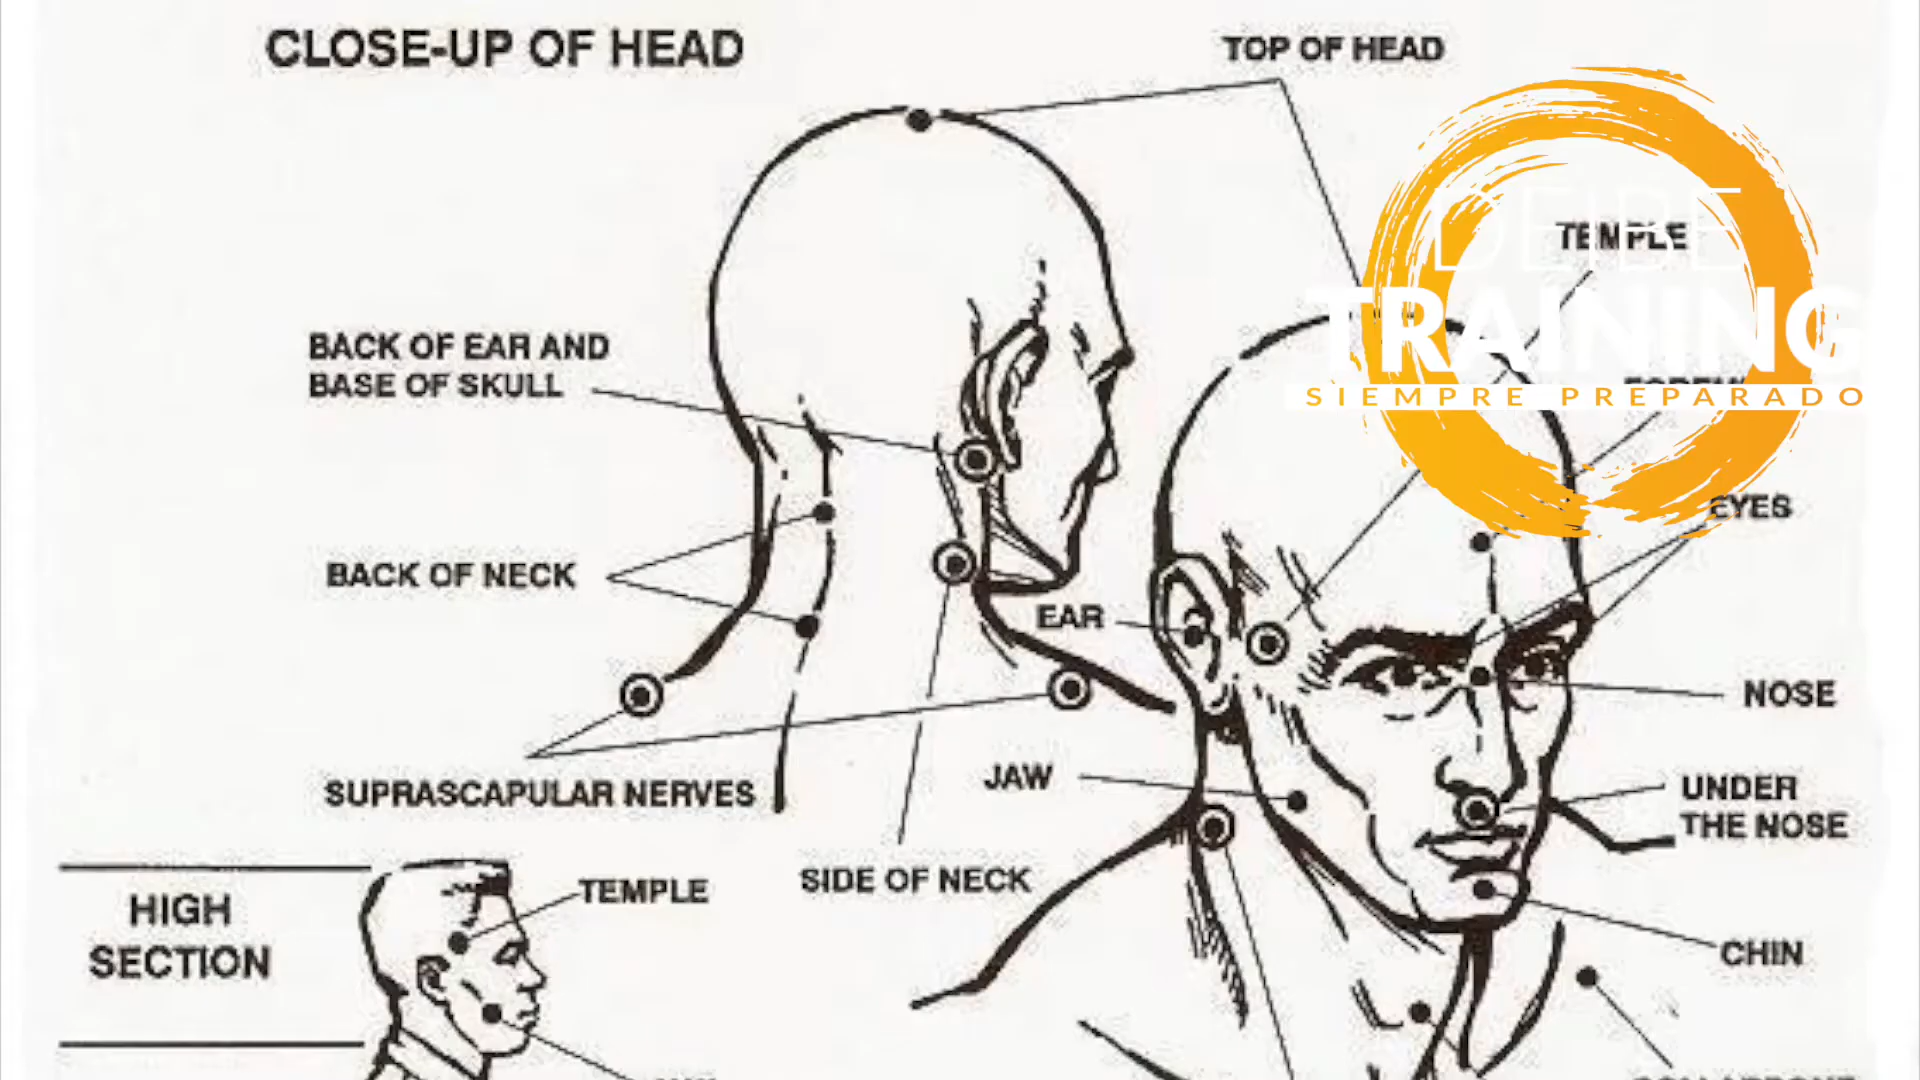 CLOSE-UP OF HEAD
TOP OF HEAD
DEIBE
TRAINING
SIEMPRE PREPARADO
TEMPLE
BACK OF EAR AND
BASE OF SKULL
EYES
BACK OF NECK
EAR
NOSE
SUPRASCAPULAR NERVES
JAW
UNDER
THE NOSE
SIDE OF NECK
HIGH
SECTION
TEMPLE
CHIN